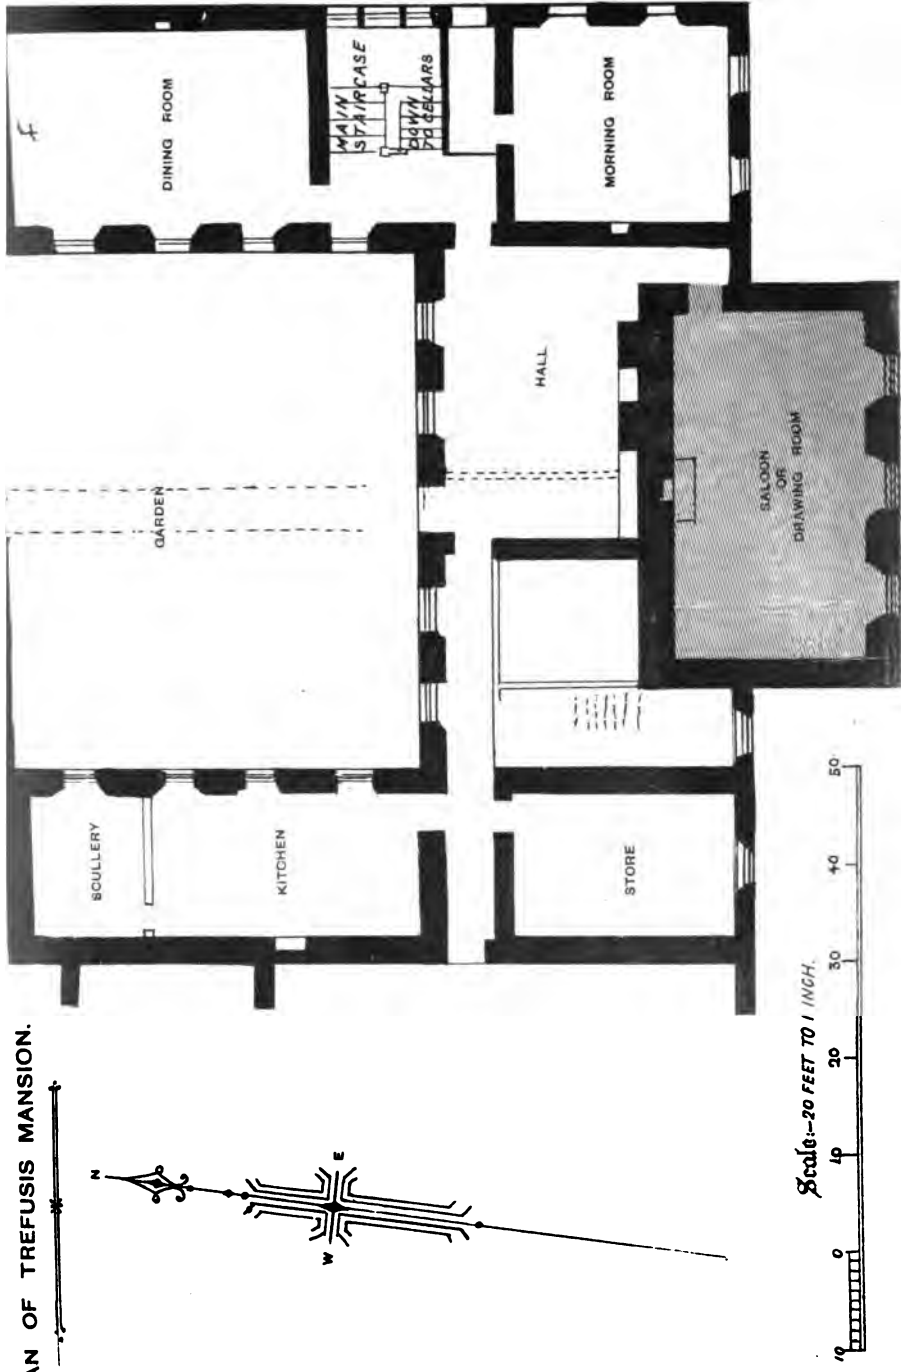 AN OF TREFUSIS MANSION.
N
E
W
SCULLERY
KITCHEN
STORE
GARDEN
DINING ROOM
MAIN
STAIRCASE
DOWN
TO CELLARS
MORNING ROOM
HALL
SALOON
OR
DRAWING ROOM
Scale:-20 FEET TO 1 INCH.
10 0 10 20 30 40 50